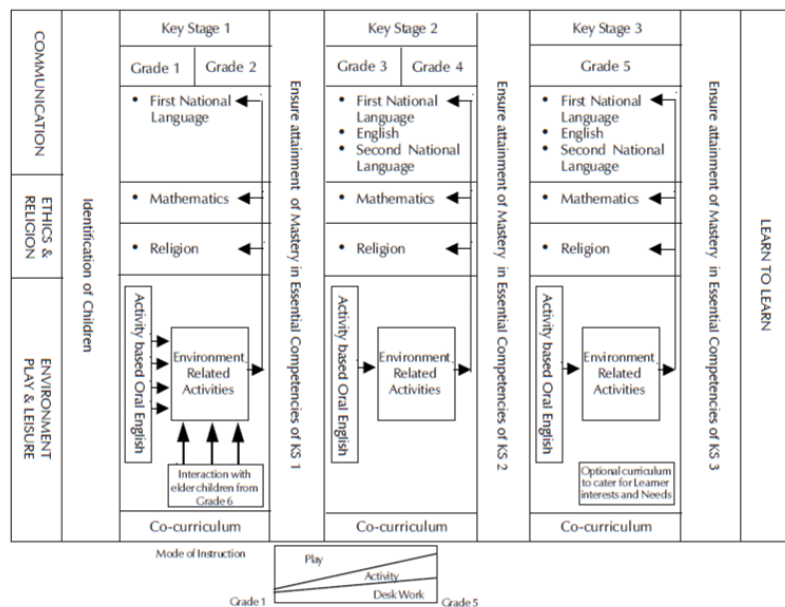 COMMUNICATION
ETHICS &
RELIGION
ENVIRONMENT
PLAY & LEISURE
Identification of Children
Key Stage 1
Grade 1
Grade 2
• First National
Language
• Mathematics
• Religion
Activity based Oral English
Environment
Related
Activities
Interaction with
elder children from
Grade 6
Co-curriculum
Ensure attainment of Mastery in Essential Competencies of KS 1
Key Stage 2
Grade 3
Grade 4
• First National
Language
• English
• Second National
Language
• Mathematics
• Religion
Activity based Oral English
Environment
Related
Activities
Co-curriculum
Ensure attainment of Mastery in Essential Competencies of KS 2
Key Stage 3
Grade 5
• First National
Language
• English
• Second National
Language
• Mathematics
• Religion
Activity based Oral English
Environment
Related
Activities
Optional curriculum
to cater for Learner
interests and Needs
Co-curriculum
Ensure attainment of Mastery in Essential Competencies of KS 3
LEARN TO LEARN
Mode of Instruction
Play
Activity
Desk Work
Grade 1
Grade 5